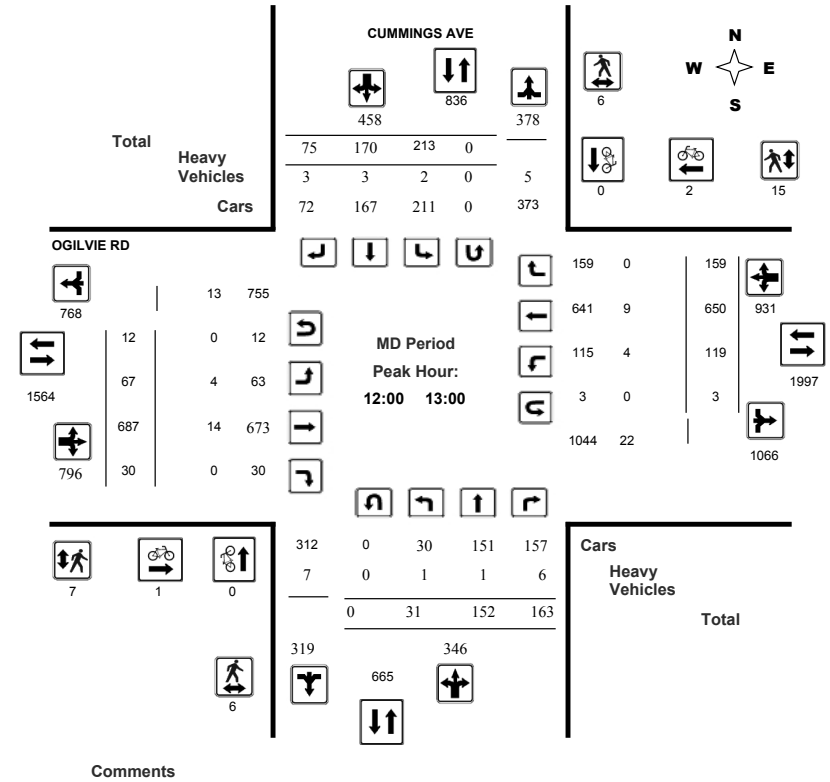 CUMMINGS AVE
N
W E
S
836
6
458 378
Total 75 170 213 0
Heavy
Vehicles 3 3 2 0 5
Cars 72 167 211 0 373
0 2 15
OGILVIE RD
159 0 159
768 13 755 641 9 650 931
12 0 12 MD Period 115 4 119
1564 67 4 63 Peak Hour: 1997
12:00 13:00 3 0 3
687 14 673 1044 22 1066
796 30 0 30
312 0 30 151 157 Cars
7 1 0 7 0 1 1 6 Heavy
Vehicles
0 31 152 163 Total
319 346
665
6
Comments